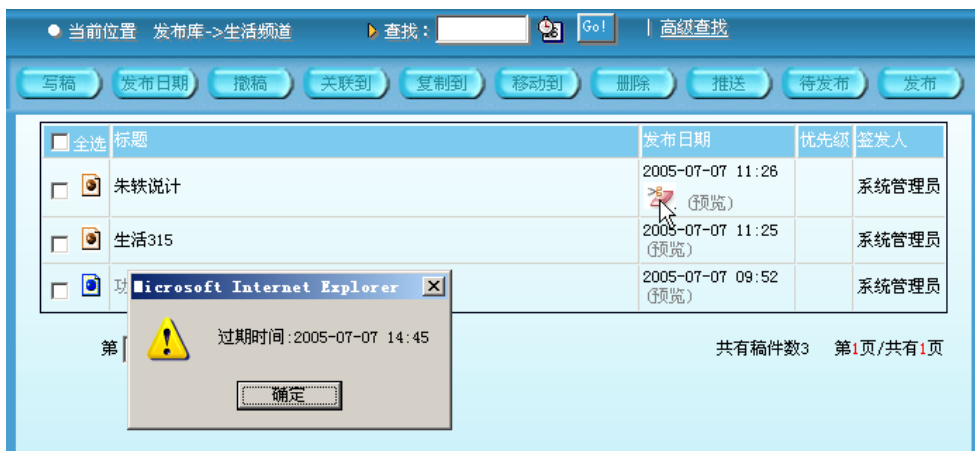 当前位置 发布库->生活频道 查找： Go! | 高级查找
写稿 发布日期 撤稿 关联到 复制到 移动到 删除 推送 待发布 发布
全选 标题 发布日期 优先级 签发人
朱轶说计 2005-07-07 11:26 系统管理员
(预览)
生活315 2005-07-07 11:25 系统管理员
(预览)
功 2005-07-07 09:52 系统管理员
(预览)
Microsoft Internet Explorer
过期时间:2005-07-07 14:45
确定
第 共有稿件数3 第1页/共有1页